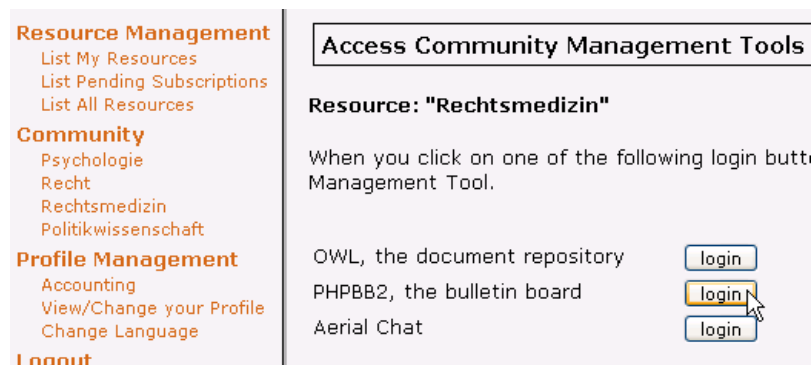 Resource Management
List My Resources
List Pending Subscriptions
List All Resources
Community
Psychologie
Recht
Rechtsmedizin
Politikwissenschaft
Profile Management
Accounting
View/Change your Profile
Change Language
Logout
Access Community Management Tools
Resource: "Rechtsmedizin"
When you click on one of the following login
Management Tool.
OWL, the document repository login
PHPBB2, the bulletin board login
Aerial Chat login